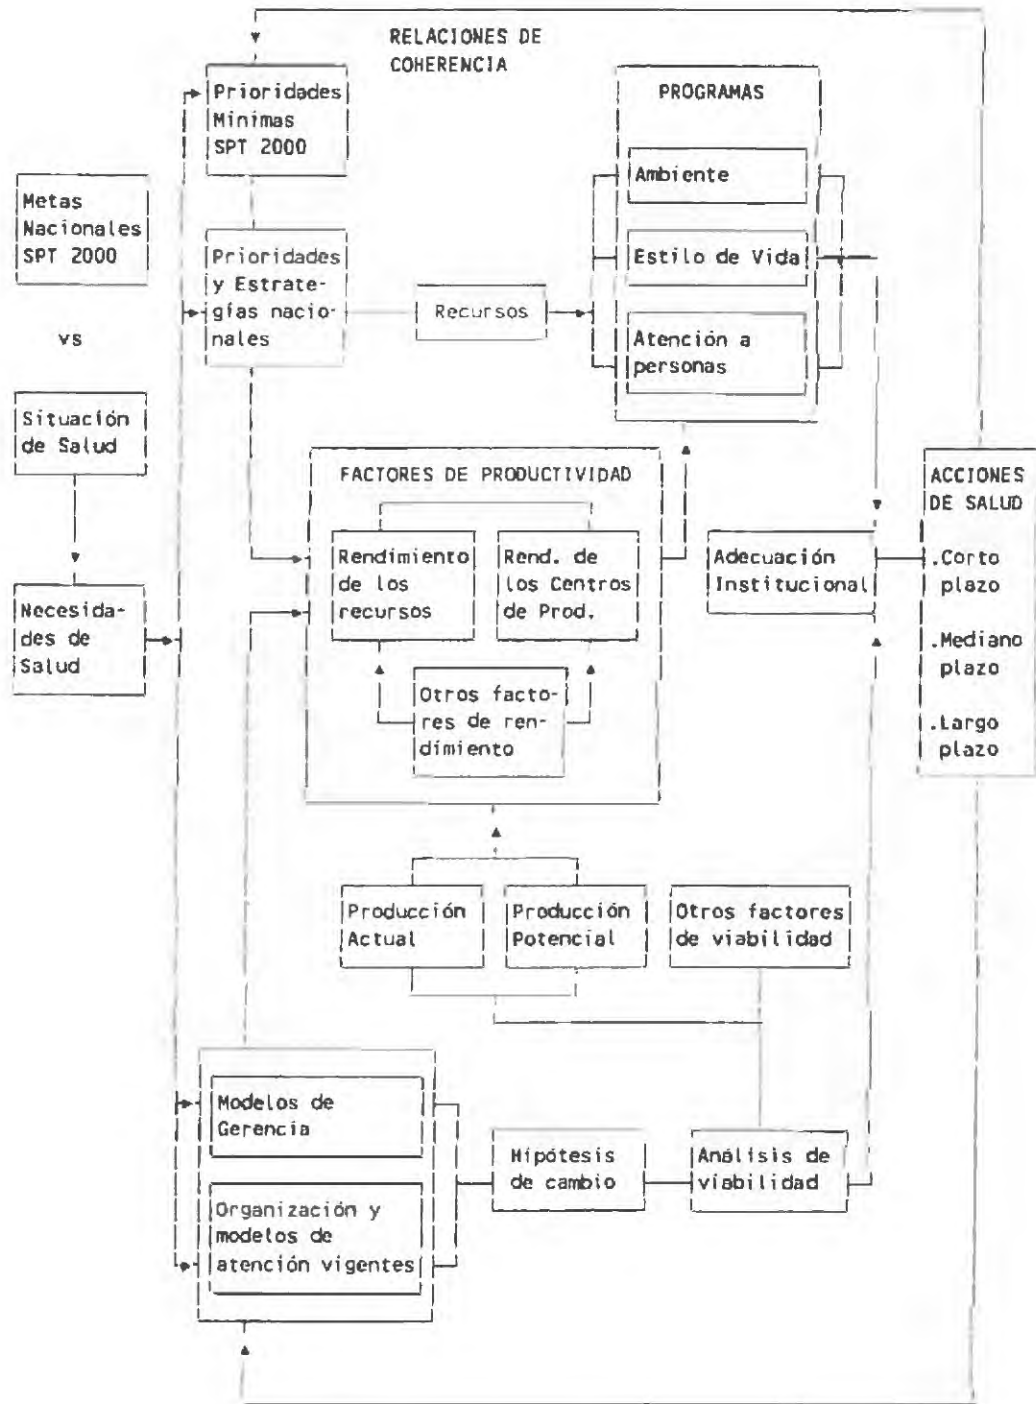 RELACIONES DE
COHERENCIA
Prioridades
Mínimas
SPT 2000
PROGRAMAS
Ambiente
Metas
Nacionales
SPT 2000
Prioridades
y Estrate-
gías nacio-
nales
Recursos
Estilo de Vida
Atención a
personas
vs
Situación
de Salud
FACTORES DE PRODUCTIVIDAD
Rendimiento
de los
recursos
Rend. de
los Centros
de Prod.
Otros facto-
res de ren-
dimiento
Adecuación
Institucional
ACCIONES
DE SALUD
.Corto
plazo
.Mediano
plazo
.Largo
plazo
Necesida-
des de
Salud
Producción
Actual
Producción
Potencial
Otros factores
de viabilidad
Modelos de
Gerencia
Organización y
modelos de
atención vigentes
Hipótesis
de cambio
Análisis de
viabilidad